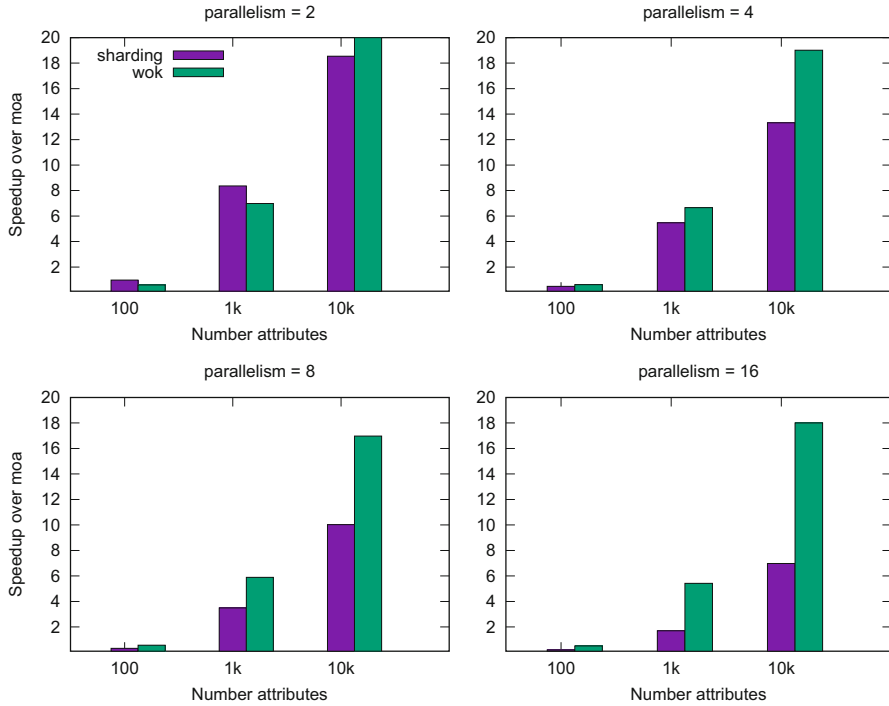 parallelism = 2
20
18
16
14
12
10
8
6
4
2
Speedup over moa
sharding
wok
100 1k 10k
Number attributes
parallelism = 4
20
18
16
14
12
10
8
6
4
2
100 1k 10k
Number attributes
parallelism = 8
20
18
16
14
12
10
8
6
4
2
Speedup over moa
100 1k 10k
Number attributes
parallelism = 16
20
18
16
14
12
10
8
6
4
2
100 1k 10k
Number attributes